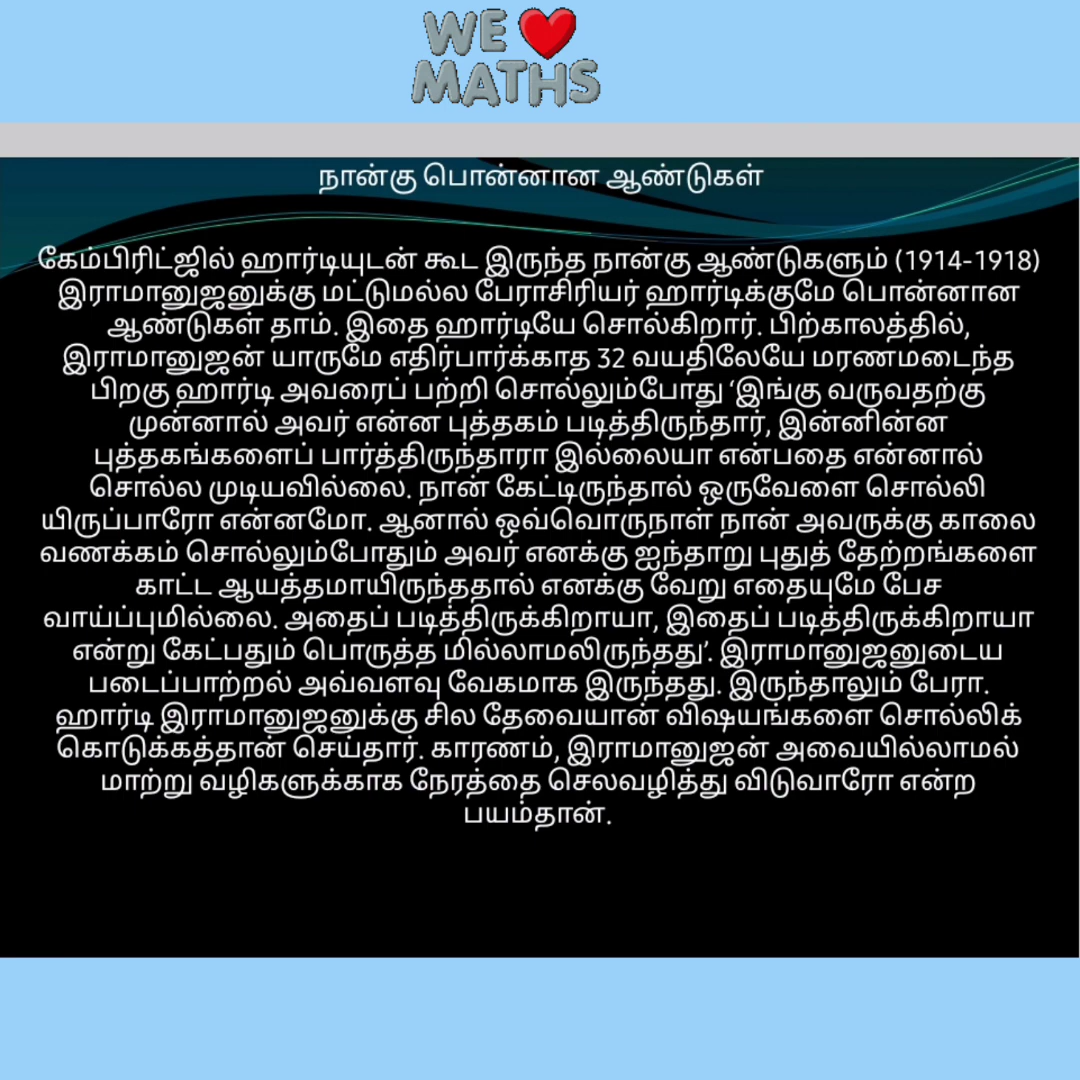 WE
MATHS
நான்கு பொன்னான ஆண்டுகள்
கேம்பிரிட்ஜில் ஹார்டியுடன் கூட இருந்த நான்கு ஆண்டுகளும் (1914-1918)
இராமானுஜனுக்கு மட்டுமல்ல பேராசிரியர் ஹார்டிக்குமே பொன்னான
ஆண்டுகள் தாம். இதை ஹார்டியே சொல்கிறார். பிற்காலத்தில்,
இராமானுஜன் யாருமே எதிர்பார்க்காத 32 வயதிலேயே மரணமடைந்த
பிறகு ஹார்டி அவரைப் பற்றி சொல்லும்போது ‘இங்கு வருவதற்கு
முன்னால் அவர் என்ன புத்தகம் படித்திருந்தார், இன்னின்ன
புத்தகங்களைப் பார்த்திருந்தாரா இல்லையா என்பதை என்னால்
சொல்ல முடியவில்லை. நான் கேட்டிருந்தால் ஒருவேளை சொல்லி
யிருப்பாரோ என்னமோ. ஆனால் ஒவ்வொருநாள் நான் அவருக்கு காலை
வணக்கம் சொல்லும்போதும் அவர் எனக்கு ஐந்தாறு புதுத் தேற்றங்களை
காட்ட ஆயத்தமாயிருந்ததால் எனக்கு வேறு எதையுமே பேச
வாய்ப்புமில்லை. அதைப் படித்திருக்கிறாயா, இதைப் படித்திருக்கிறாயா
என்று கேட்பதும் பொருத்த மில்லாமலிருந்தது’. இராமானுஜனுடைய
படைப்பாற்றல் அவ்வளவு வேகமாக இருந்தது. இருந்தாலும் பேரா.
ஹார்டி இராமானுஜனுக்கு சில தேவையான் விஷயங்களை சொல்லிக்
கொடுக்கத்தான் செய்தார். காரணம், இராமானுஜன் அவையில்லாமல்
மாற்று வழிகளுக்காக நேரத்தை செலவழித்து விடுவாரோ என்ற
பயம்தான்.